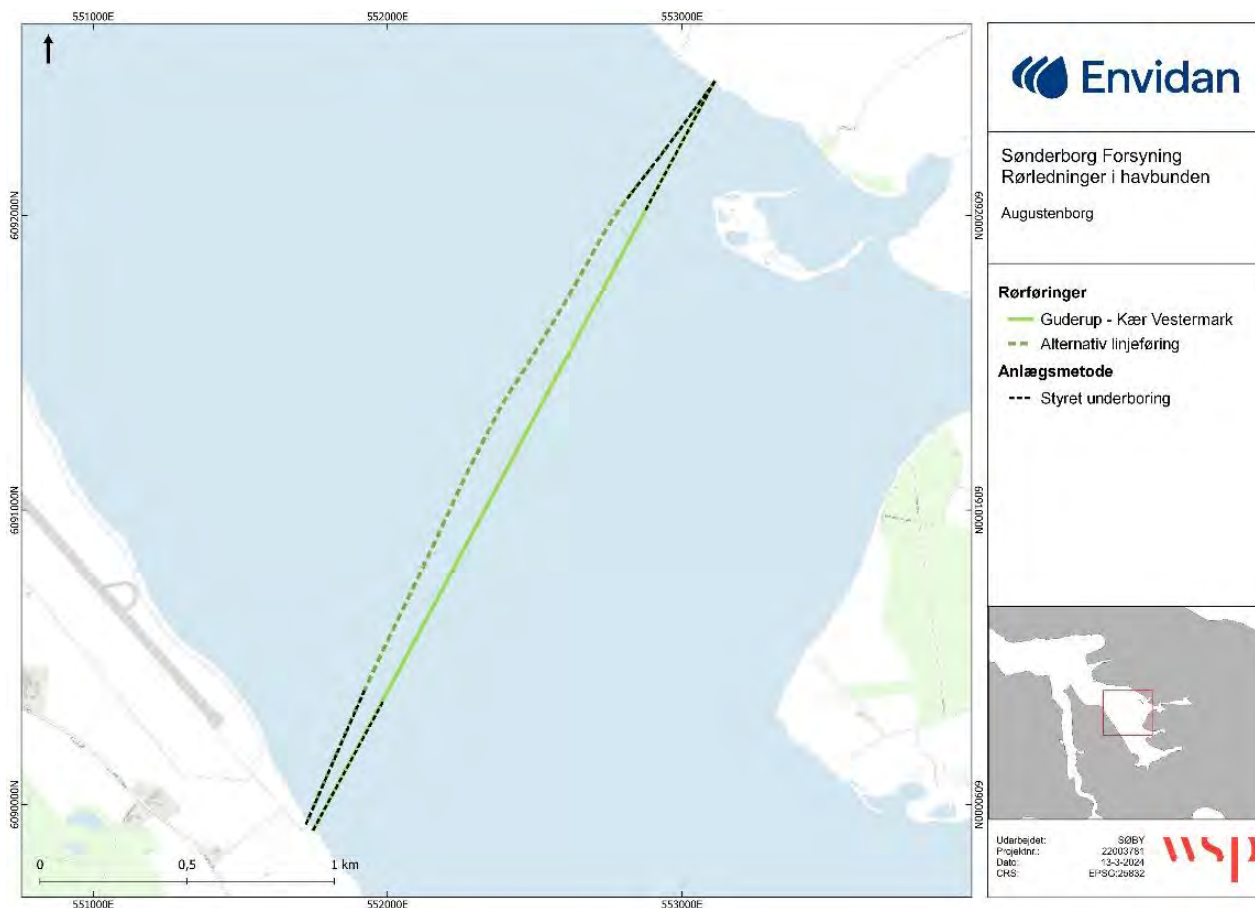 551000E
552000E
553000E
6092000N
6091000N
6090000N
6092000N
6091000N
6090000N
0
0,5
1 km
551000E
552000E
553000E
Envidan
Sønderborg Forsyning
Rørledninger i havbunden
Augustenborg
Rørføringer
Guderup - Kær Vestermark
Alternativ linjeføring
Anlægsmetode
Styret underboring
Udarbejdet: SØBY
Projektnr.: 22003781
Dato: 13-3-2024
CRS: EPSG:25832
wsp